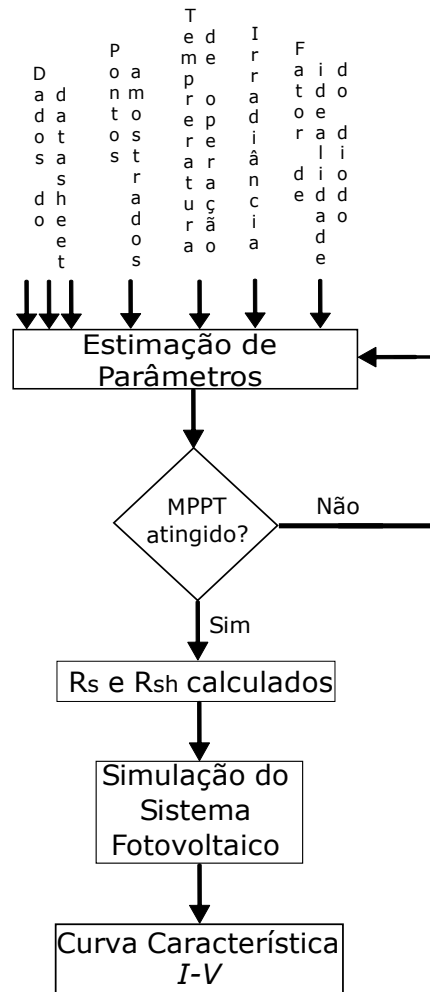 Dados do
datasheet
Pontos
amostrados
Tempreratura
de operação
Irradiância
Fator de
idealidade
do diodo
Estimação de
Parâmetros
MPPT
atingido?
Não
Sim
Rs e Rsh calculados
Simulação do
Sistema
Fotovoltaico
Curva Característica
I-V